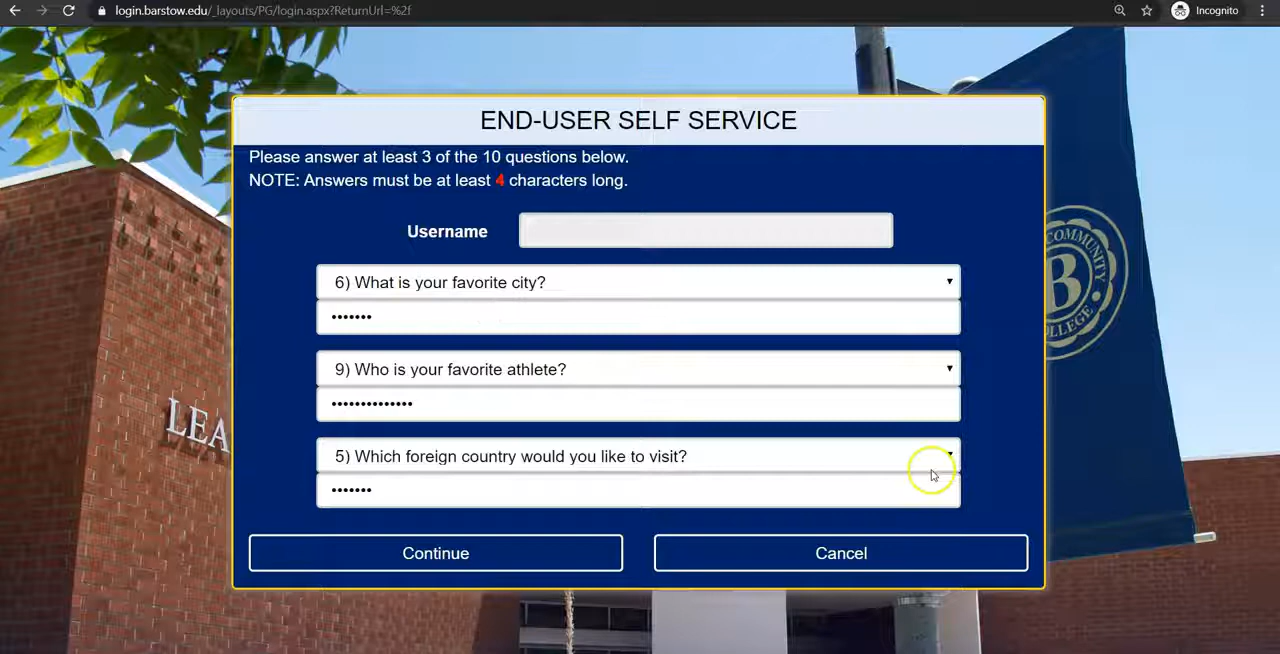 login.barstow.edu/_layouts/PG/login.aspx?ReturnUrl=%2f
Incognito
END-USER SELF SERVICE
Please answer at least 3 of the 10 questions below.
NOTE: Answers must be at least 4 characters long.
Username
6) What is your favorite city?
•••••••
9) Who is your favorite athlete?
••••••••••••••
5) Which foreign country would you like to visit?
•••••••
Continue
Cancel
LEA
COMMUNITY
B
COLLEGE